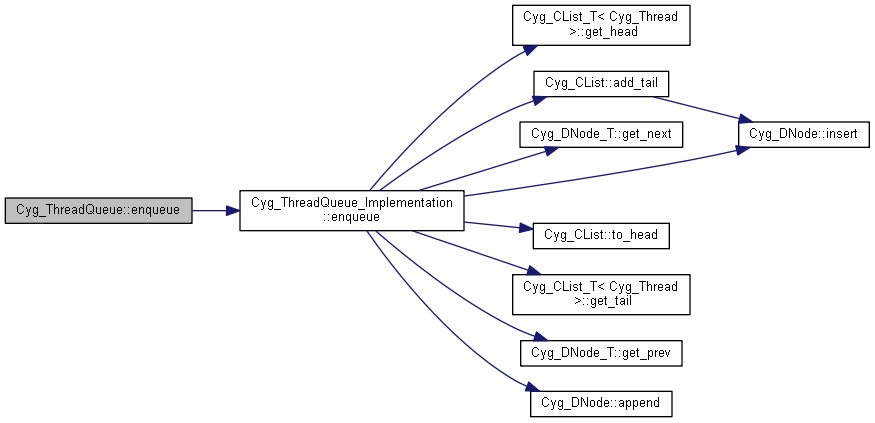 Cyg_CList_T< Cyg_Thread
>::get_head
Cyg_CList::add_tail
Cyg_DNode_T::get_next
Cyg_DNode::insert
Cyg_ThreadQueue::enqueue
Cyg_ThreadQueue_Implementation
::enqueue
Cyg_CList::to_head
Cyg_CList_T< Cyg_Thread
>::get_tail
Cyg_DNode_T::get_prev
Cyg_DNode::append